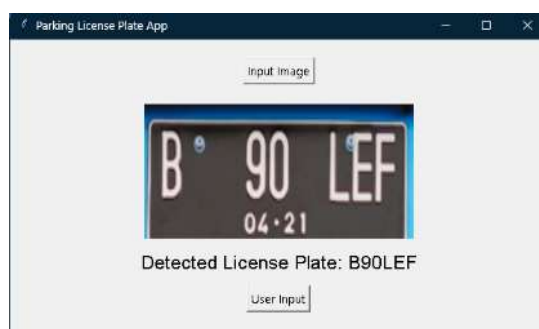 Parking License Plate App
Input Image
B 90 LEF
04·21
Detected License Plate: B90LEF
User Input